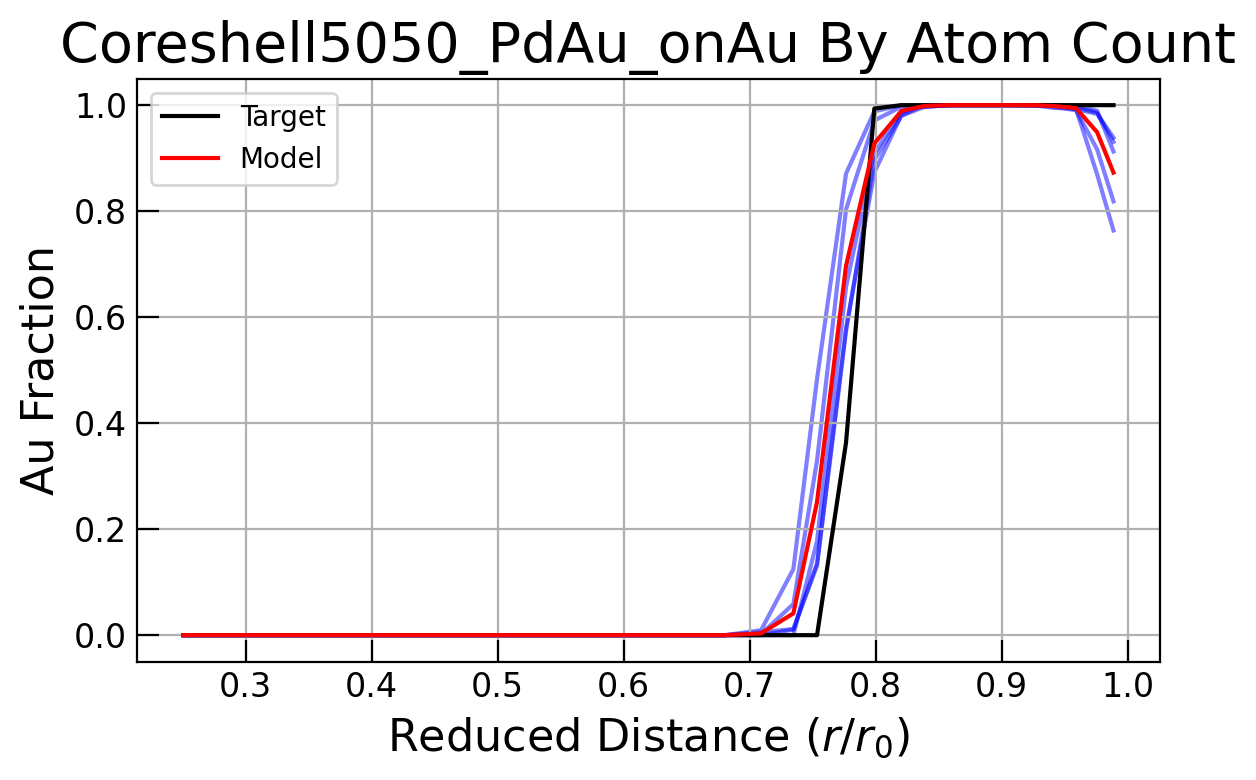 Coreshell5050_PdAu_onAu By Atom Count
Target
Model
Au Fraction
1.0
0.8
0.6
0.4
0.2
0.0
0.3 0.4 0.5 0.6 0.7 0.8 0.9 1.0
Reduced Distance (r/r₀)